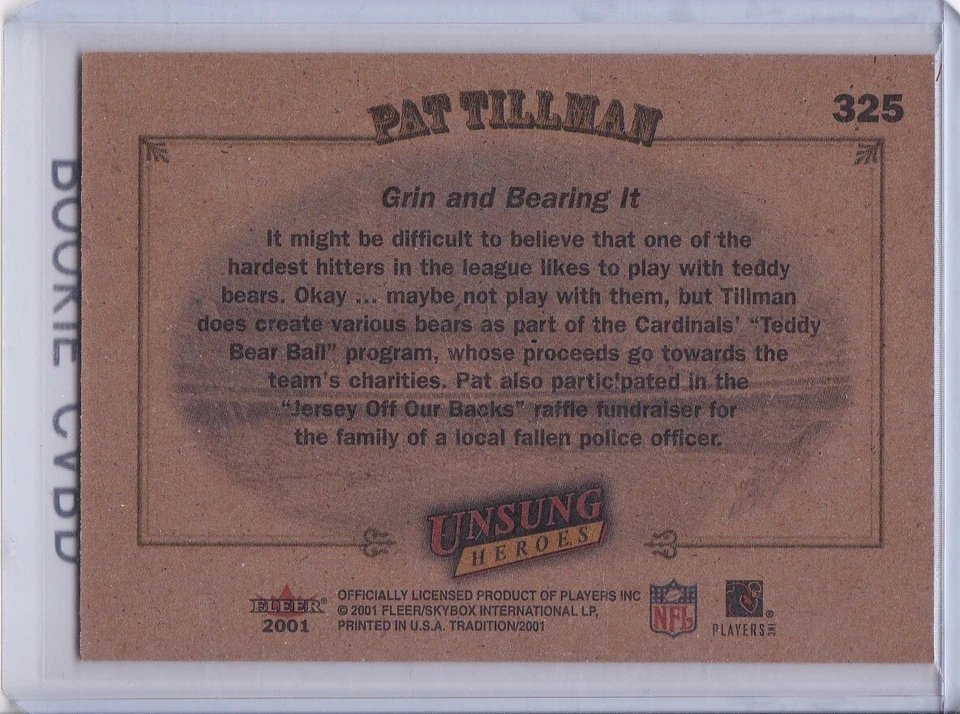 PAT TILLMAN
325
Grin and Bearing It
It might be difficult to believe that one of the
hardest hitters in the league likes to play with teddy
bears. Okay ... maybe not play with them, but Tillman
does create various bears as part of the Cardinals' “Teddy
Bear Ball” program, whose proceeds go towards the
team's charities. Pat also participated in the
“Jersey Off Our Backs” raffle fundraiser for
the family of a local fallen police officer.
UNSUNG
HEROES
FLEER®
2001
OFFICIALLY LICENSED PRODUCT OF PLAYERS INC
© 2001 FLEER/SKYBOX INTERNATIONAL LP,
PRINTED IN U.S.A. TRADITION/2001
NFL
PLAYERS INC ®
ROOKIE CARD